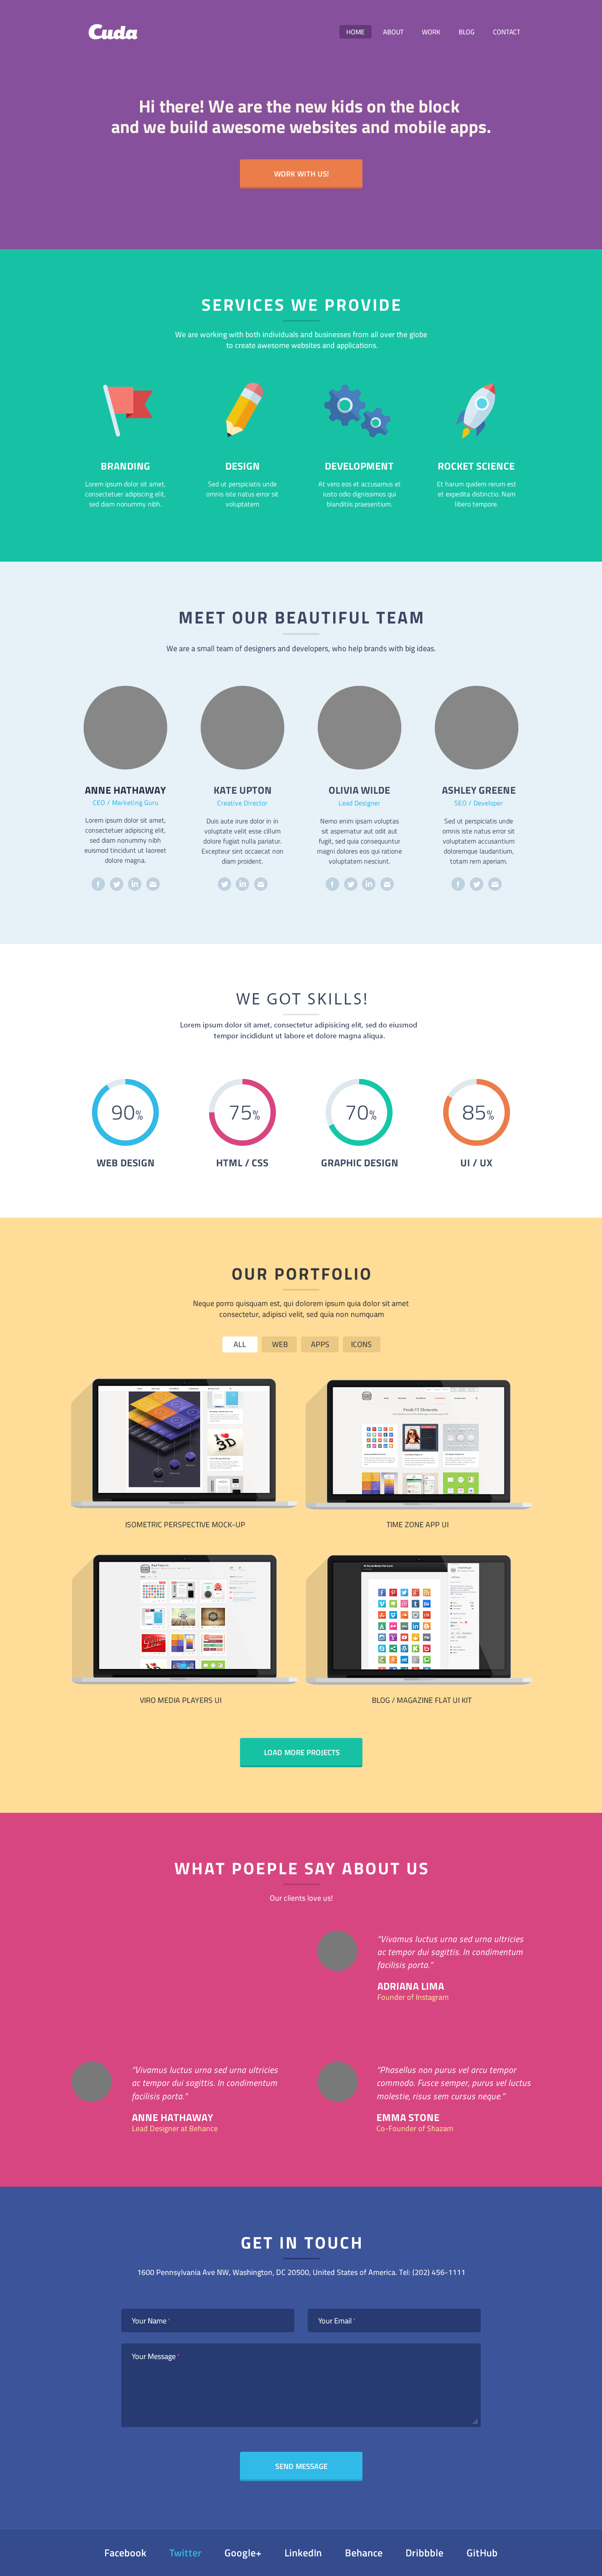 Cuda
HOME ABOUT WORK BLOG CONTACT
Hi there! We are the new kids on the block
and we build awesome websites and mobile apps.
WORK WITH US!
SERVICES WE PROVIDE
We are working with both individuals and businesses from all over the globe
to create awesome websites and applications.
BRANDING
Lorem ipsum dolor sit amet,
consectetuer adipiscing elit,
sed diam nonummy nibh.
DESIGN
Sed ut perspiciatis unde
omnis iste natus error sit
voluptatem
DEVELOPMENT
At vero eos et accusamus et
iusto odio dignissimos qui
blanditiis praesentium.
ROCKET SCIENCE
Et harum quidem rerum est
et expedita distinctio. Nam
libero tempore.
MEET OUR BEAUTIFUL TEAM
We are a small team of designers and developers, who help brands with big ideas.
ANNE HATHAWAY
CEO / Marketing Guru
Lorem ipsum dolor sit amet,
consectetuer adipiscing elit,
sed diam nonummy nibh
euismod tincidunt ut laoreet
dolore magna.
KATE UPTON
Creative Director
Duis aute irure dolor in in
voluptate velit esse cillum
dolore fugiat nulla pariatur.
Excepteur sint occaecat non
diam proident.
OLIVIA WILDE
Lead Designer
Nemo enim ipsam voluptas
sit aspernatur aut odit aut
fugit, sed quia consequuntur
magni dolores eos qui ratione
voluptatem nesciunt.
ASHLEY GREENE
SEO / Developer
Sed ut perspiciatis unde
omnis iste natus error sit
voluptatem accusantium
doloremque laudantium,
totam rem aperiam.
WE GOT SKILLS!
Lorem ipsum dolor sit amet, consectetur adipisicing elit, sed do eiusmod
tempor incididunt ut labore et dolore magna aliqua.
90%
WEB DESIGN
75%
HTML / CSS
70%
GRAPHIC DESIGN
85%
UI / UX
OUR PORTFOLIO
Neque porro quisquam est, qui dolorem ipsum quia dolor sit amet
consectetur, adipisci velit, sed quia non numquam
ALL WEB APPS ICONS
I 3D
Fresh UI Elements
ISOMETRIC PERSPECTIVE MOCK-UP
TIME ZONE APP UI
VIRO MEDIA PLAYERS UI
BLOG / MAGAZINE FLAT UI KIT
LOAD MORE PROJECTS
WHAT POEPLE SAY ABOUT US
Our clients love us!
“Vivamus luctus urna sed urna ultricies
ac tempor dui sagittis. In condimentum
facilisis porta.”
ADRIANA LIMA
Founder of Instagram
“Vivamus luctus urna sed urna ultricies
ac tempor dui sagittis. In condimentum
facilisis porta.”
ANNE HATHAWAY
Lead Designer at Behance
“Phasellus non purus vel arcu tempor
commodo. Fusce semper, purus vel luctus
molestie, risus sem cursus neque.”
EMMA STONE
Co-Founder of Shazam
GET IN TOUCH
1600 Pennsylvania Ave NW, Washington, DC 20500, United States of America. Tel: (202) 456-1111
Your Name *
Your Email *
Your Message *
SEND MESSAGE
Facebook Twitter Google+ LinkedIn Behance Dribbble GitHub